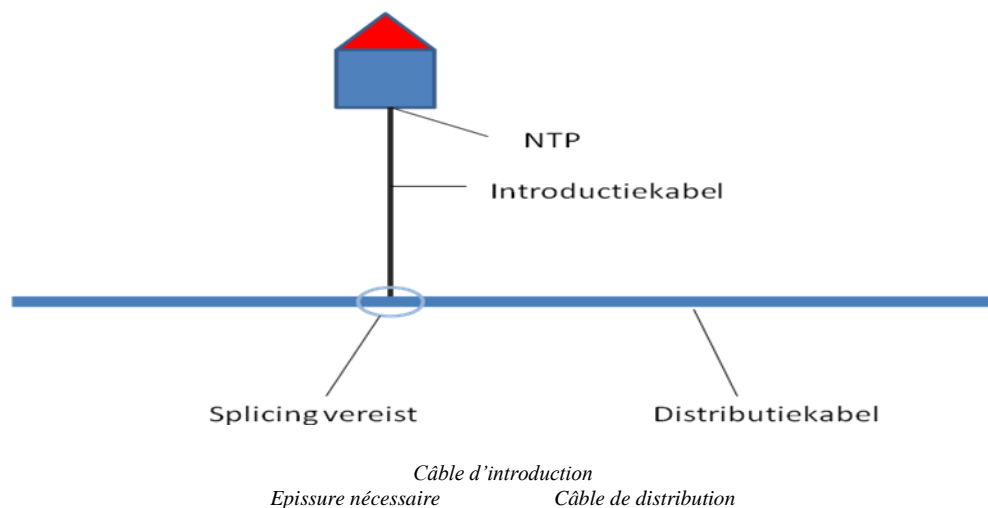 NTP
Introductiekabel
Splicing vereist Distributiekabel
Câble d’introduction
Epissure nécessaire Câble de distribution